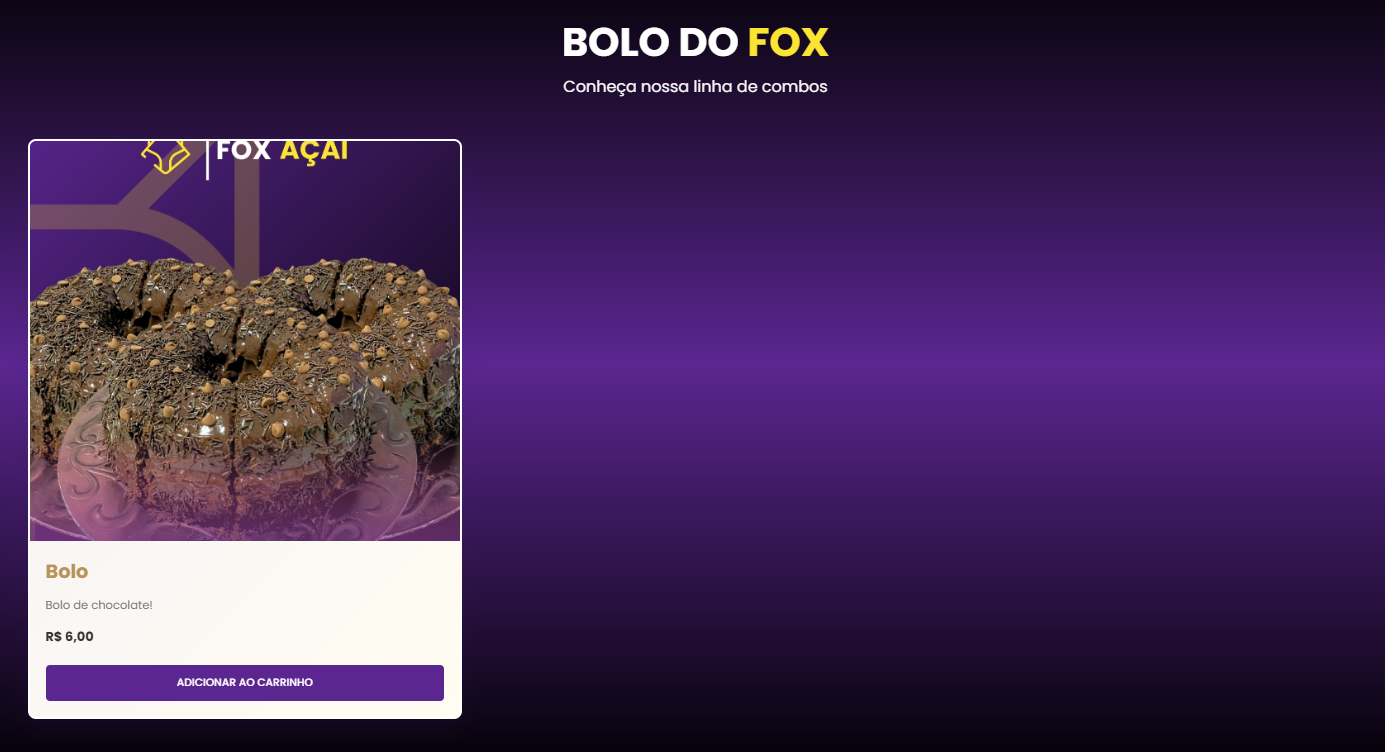 BOLO DO FOX
Conheça nossa linha de combos
FOX AÇAI
Bolo
Bolo de chocolate!
R$ 6,00
ADICIONAR AO CARRINHO